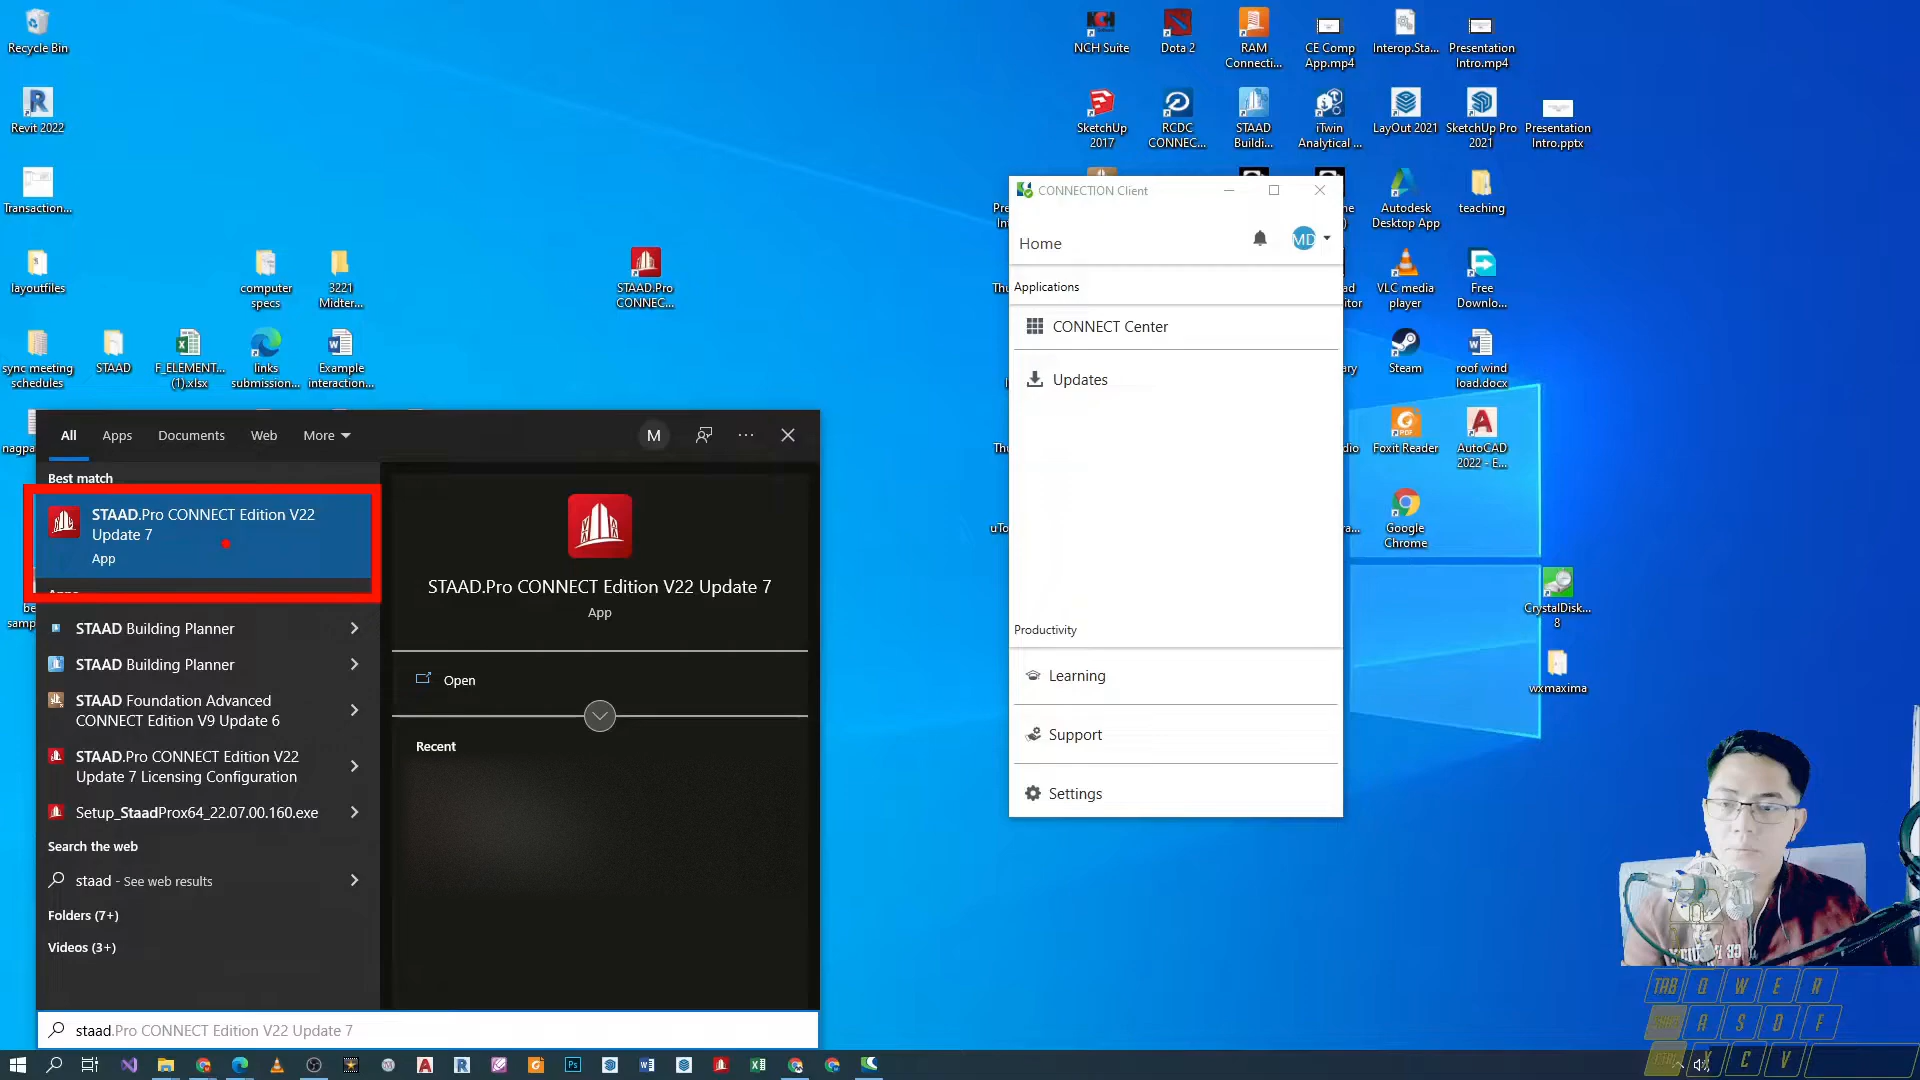 Recycle Bin
Revit 2022
Transaction...
layoutfiles
computer
specs
3221
Midter...
STAAD.Pro
CONNEC...
sync meeting
schedules
STAAD
F_ELEMENT...
(1).xlsx
links
submission...
Example
interaction...
NCH Suite
Dota 2
RAM
Connecti...
CE Comp
App.mp4
Interop.Sta...
Presentation
Intro.mp4
SketchUp
2017
RCDC
CONNEC...
STAAD
Buildi...
iTwin
Analytical ...
LayOut 2021
SketchUp Pro
2021
Presentation
Intro.pptx
Autodesk
Desktop App
teaching
VLC media
player
Free
Downlo...
Steam
roof wind
load.docx
Foxit Reader
AutoCAD
2022 - E...
Google
Chrome
CrystalDisk...
8
wxmaxima
CONNECTION Client
Home
MD
Applications
CONNECT Center
Updates
Productivity
Learning
Support
Settings
All
Apps
Documents
Web
More
M
Best match
STAAD.Pro CONNECT Edition V22
Update 7
App
STAAD Building Planner
STAAD Building Planner
STAAD Foundation Advanced
CONNECT Edition V9 Update 6
STAAD.Pro CONNECT Edition V22
Update 7 Licensing Configuration
Setup_StaadProx64_22.07.00.160.exe
Search the web
staad - See web results
Folders (7+)
Videos (3+)
STAAD.Pro CONNECT Edition V22 Update 7
App
Open
Recent
staad.Pro CONNECT Edition V22 Update 7
TAB Q W E R
A S D F
X C V